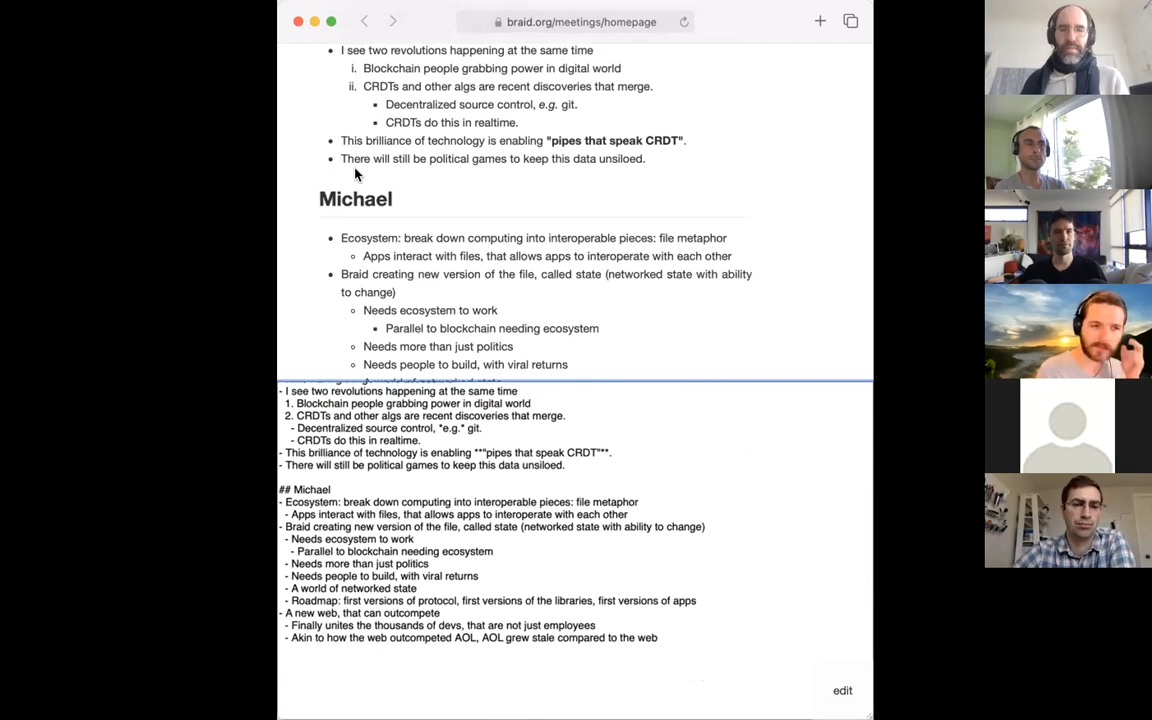 braid.org/meetings/homepage
• I see two revolutions happening at the same time
i. Blockchain people grabbing power in digital world
ii. CRDTs and other algs are recent discoveries that merge.
▪ Decentralized source control, e.g. git.
▪ CRDTs do this in realtime.
• This brilliance of technology is enabling "pipes that speak CRDT".
• There will still be political games to keep this data unsiloed.
Michael
• Ecosystem: break down computing into interoperable pieces: file metaphor
◦ Apps interact with files, that allows apps to interoperate with each other
• Braid creating new version of the file, called state (networked state with ability
to change)
◦ Needs ecosystem to work
▪ Parallel to blockchain needing ecosystem
◦ Needs more than just politics
◦ Needs people to build, with viral returns
- I see two revolutions happening at the same time
1. Blockchain people grabbing power in digital world
2. CRDTs and other algs are recent discoveries that merge.
- Decentralized source control, *e.g.* git.
- CRDTs do this in realtime.
- This brilliance of technology is enabling **"pipes that speak CRDT"**.
- There will still be political games to keep this data unsiloed.
## Michael
- Ecosystem: break down computing into interoperable pieces: file metaphor
- Apps interact with files, that allows apps to interoperate with each other
- Braid creating new version of the file, called state (networked state with ability to change)
- Needs ecosystem to work
- Parallel to blockchain needing ecosystem
- Needs more than just politics
- Needs people to build, with viral returns
- A world of networked state
- Roadmap: first versions of protocol, first versions of the libraries, first versions of apps
- A new web, that can outcompete
- Finally unites the thousands of devs, that are not just employees
- Akin to how the web outcompeted AOL, AOL grew stale compared to the web
edit